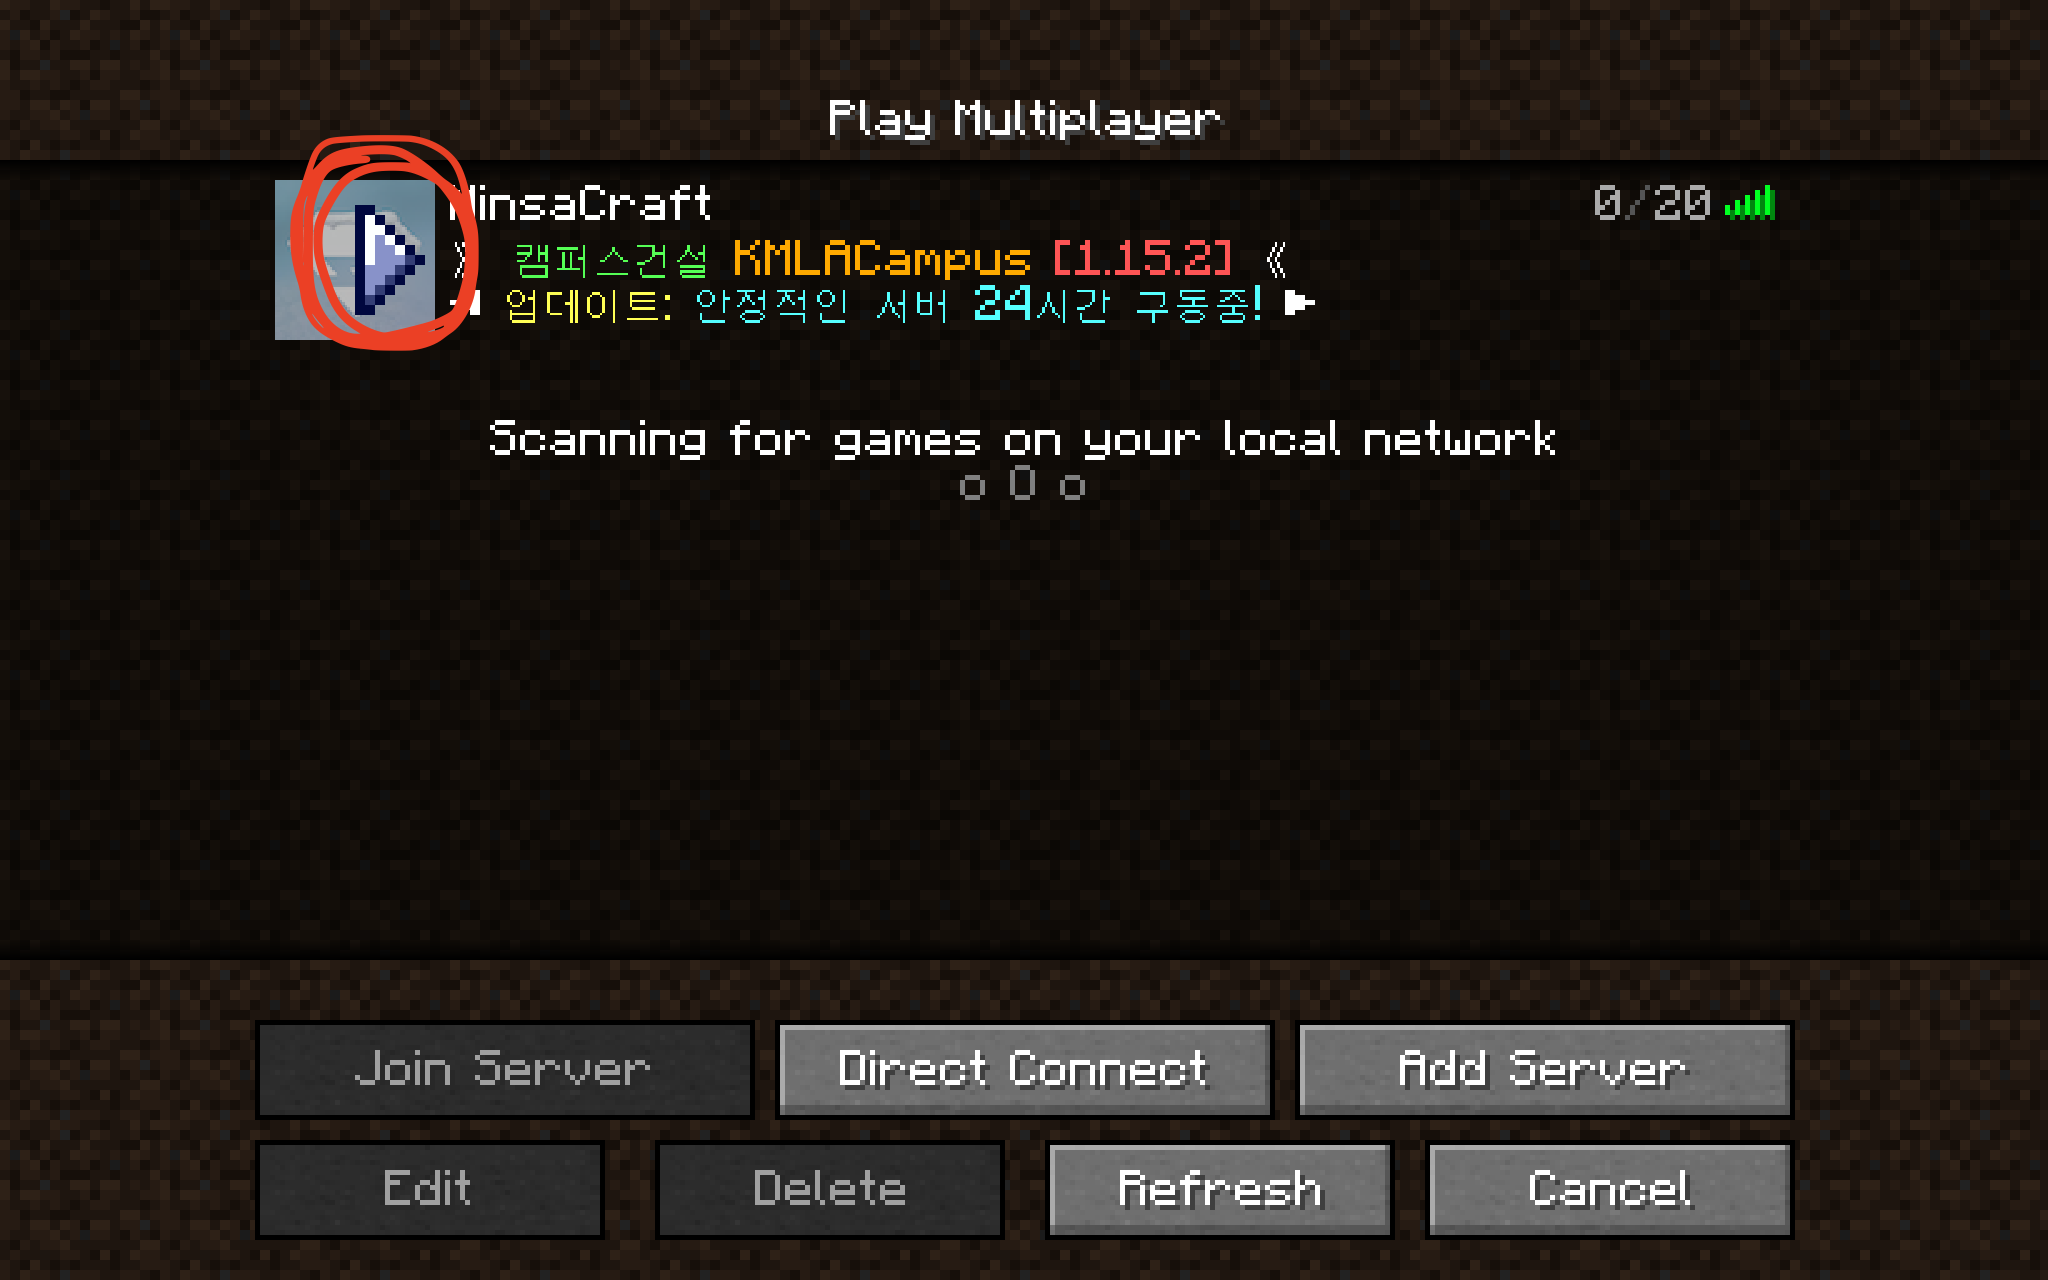 Play Multiplayer
MinsaCraft 0/20
》 캠퍼스건설 KMLACampus [1.15.2] 《
업데이트: 안정적인 서버 24시간 구동중!
Scanning for games on your local network
o O o
Join Server Direct Connect Add Server
Edit Delete Refresh Cancel